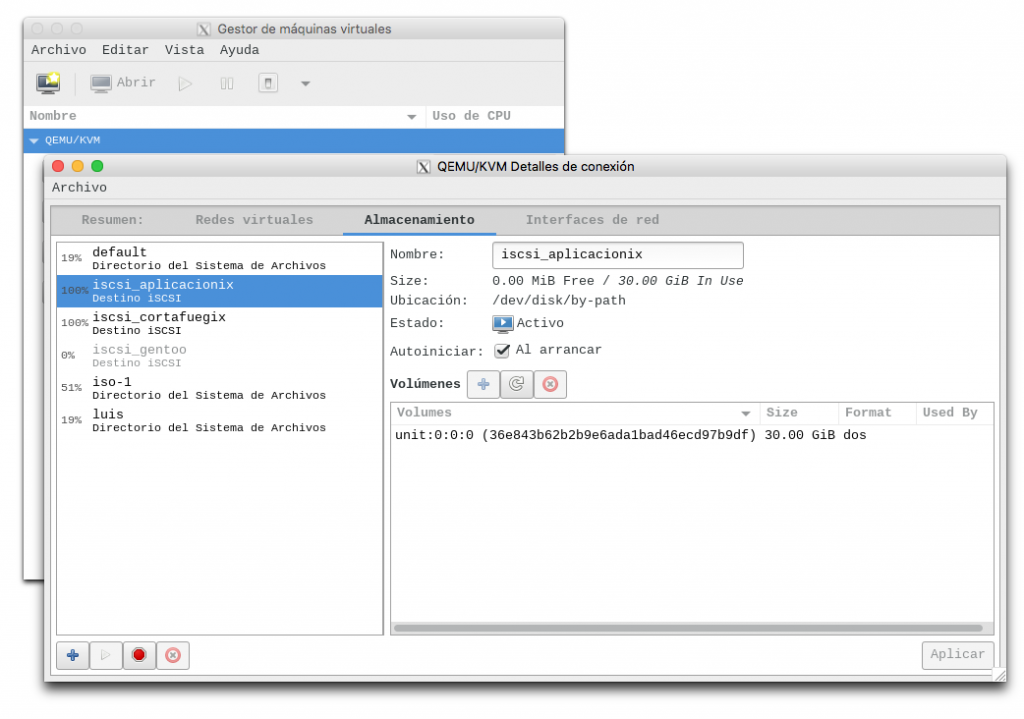 Gestor de máquinas virtuales
Archivo Editar Vista Ayuda
Abrir
Nombre Uso de CPU
QEMU/KVM
QEMU/KVM Detalles de conexión
Archivo
Resumen: Redes virtuales Almacenamiento Interfaces de red
19% default
Directorio del Sistema de Archivos
100% iscsi_aplicacionix
Destino iSCSI
100% iscsi_cortafuegix
Destino iSCSI
0% iscsi_gentoo
Destino iSCSI
51% iso-1
Directorio del Sistema de Archivos
19% luis
Directorio del Sistema de Archivos
Nombre: iscsi_aplicacionix
Size: 0.00 MiB Free / 30.00 GiB In Use
Ubicación: /dev/disk/by-path
Estado: Activo
Autoiniciar: Al arrancar
Volúmenes
Volumes Size Format Used By
unit:0:0:0 (36e843b62b2b9e6ada1bad46ecd97b9df) 30.00 GiB dos
Aplicar